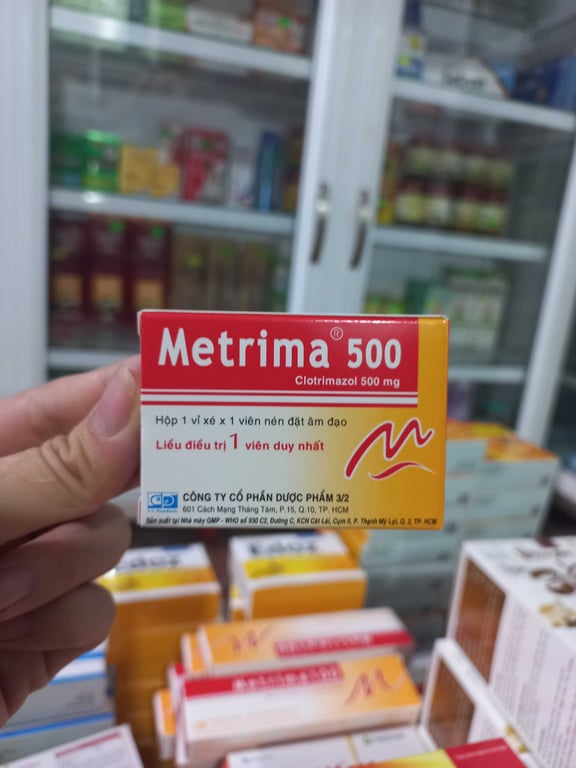 Metrima® 500
Clotrimazol 500 mg
Hộp 1 vỉ xé x 1 viên nén đặt âm đạo
Liều điều trị 1 viên duy nhất
CÔNG TY CỔ PHẦN DƯỢC PHẨM 3/2
601 Cách Mạng Tháng Tám, P.15, Q.10, TP. HCM
Sản xuất tại Nhà máy GMP - WHO số 930 C2, Đường C, KCN Cát Lái, Cụm II, P. Thạnh Mỹ Lợi, Q. 2, TP. HCM